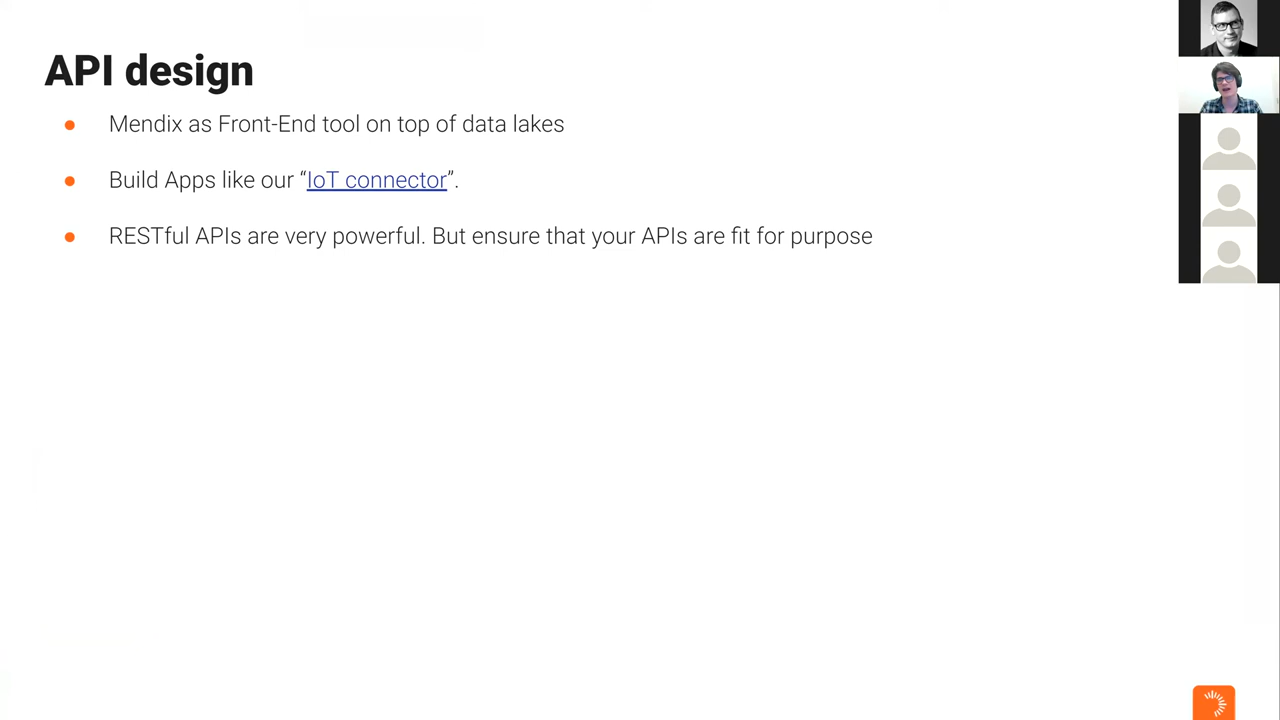 API design
Mendix as Front-End tool on top of data lakes
Build Apps like our “IoT connector”.
RESTful APIs are very powerful. But ensure that your APIs are fit for purpose